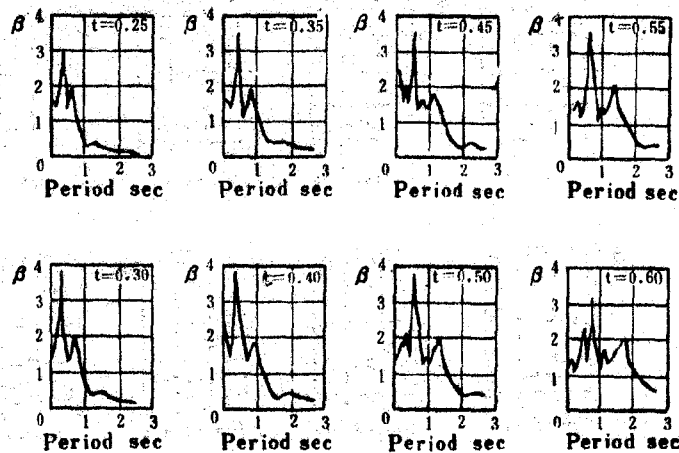 β 4 t=0.25 β 4 t=0.35 β 4 t=0.45 β 4 t=0.55
3 3 3 3
2 2 2 2
1 1 1 1
0 1 2 3 0 1 2 3 0 1 2 3 0 1 2 3
Period sec Period sec Period sec Period sec
β 4 t=0.30 β 4 t=0.40 β 4 t=0.50 β 4 t=0.60
3 3 3 3
2 2 2 2
1 1 1 1
0 1 2 3 0 1 2 3 0 1 2 3 0 1 2 3
Period sec Period sec Period sec Period sec